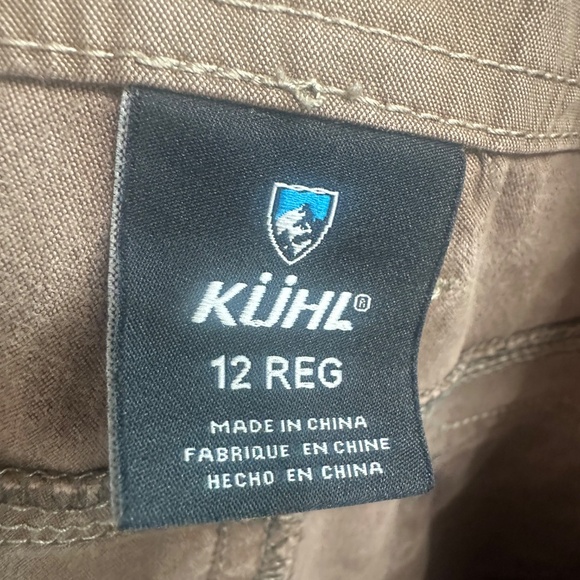 KÜHL®
12 REG
MADE IN CHINA
FABRIQUE EN CHINE
HECHO EN CHINA